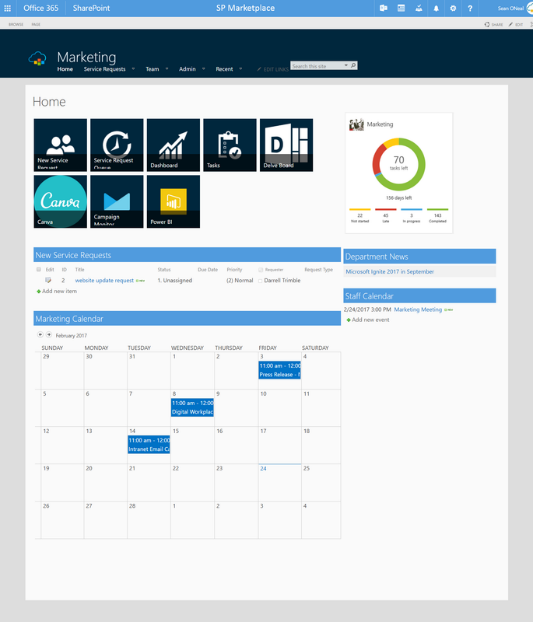 Office 365 SharePoint SP Marketplace ? Sean ONeal
BROWSE PAGE SHARE EDIT
Marketing
Home Service Requests Team Admin Recent EDIT LINKS Search this site
Home
New Service Request
Service Request Queue
Dashboard
Tasks
Delve Board
Canva
Canva
Campaign Monitor
Power BI
Marketing
70
tasks left
156 days left
22 45 3 143
Not started Late In progress Completed
New Service Requests
Edit ID Title Status Due Date Priority Requester Request Type
2 website update request 1. Unassigned (2) Normal Darrell Trimble
Add new item
Department News
Microsoft Ignite 2017 in September
Staff Calendar
2/24/2017 3:00 PM Marketing Meeting
Add new event
Marketing Calendar
February 2017
SUNDAY MONDAY TUESDAY WEDNESDAY THURSDAY FRIDAY SATURDAY
29 30 31 1 2 3 4
11:00 am - 12:00
Press Release - F
5 6 7 8 9 10 11
11:00 am - 12:00
Digital Workplac
12 13 14 15 16 17 18
11:00 am - 12:00
Intranet Email Ca
19 20 21 22 23 24 25
26 27 28 1 2 3 4